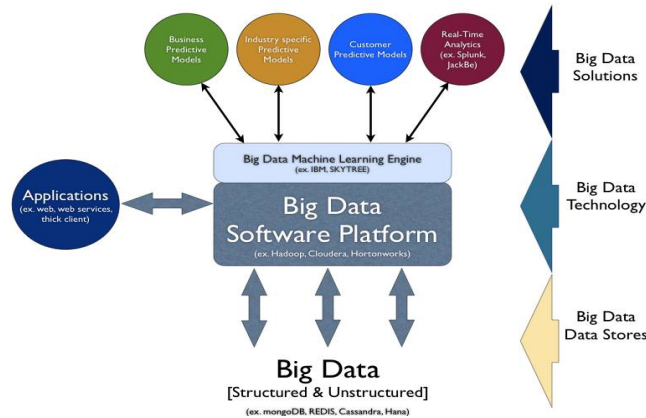 Business
Predictive
Models
Industry specific
Predictive
Models
Customer
Predictive Models
Real-Time
Analytics
(ex. Splunk,
JackBe)
Big Data
Solutions
Big Data Machine Learning Engine
(ex. IBM, SKYTREE)
Applications
(ex. web, web services,
thick client)
Big Data
Software Platform
(ex. Hadoop, Cloudera, Hortonworks)
Big Data
Technology
Big Data
Data Stores
Big Data
[Structured & Unstructured]
(ex. mongoDB, REDIS, Cassandra, Hana)